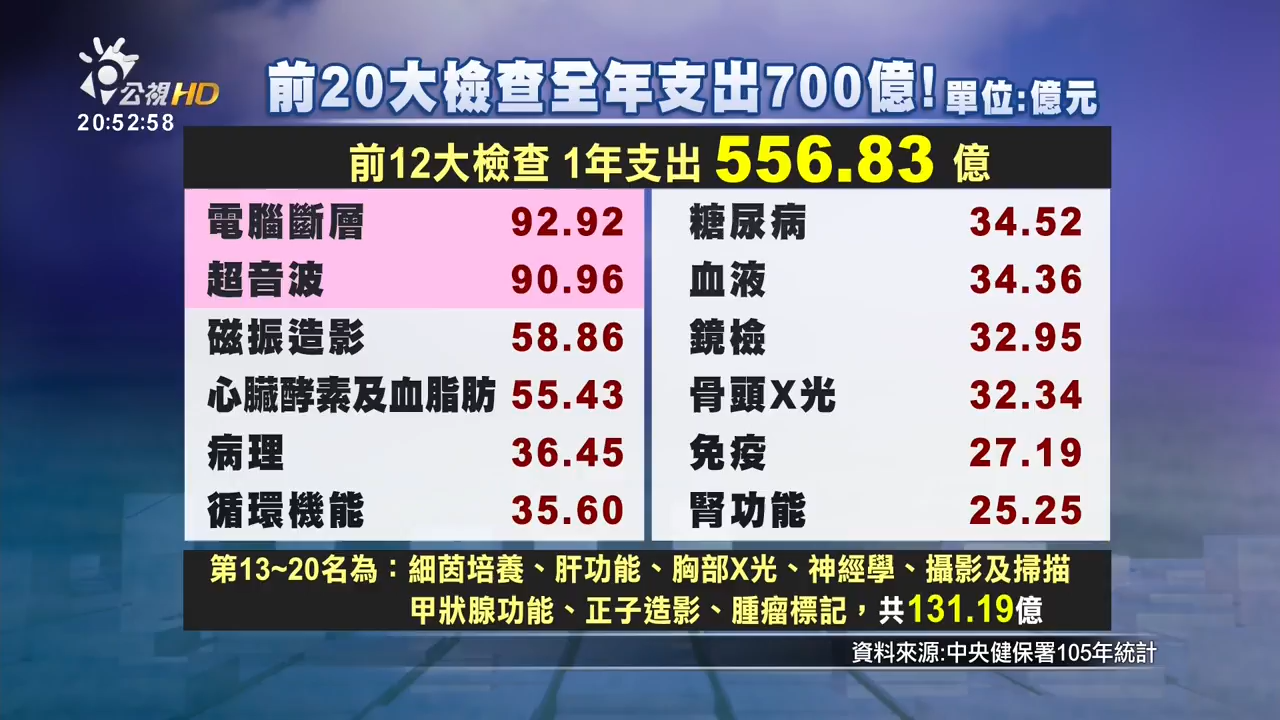 公視HD
20:52:58
前20大檢查全年支出700億! 單位:億元
前12大檢查 1年支出 556.83 億
電腦斷層 92.92
超音波 90.96
磁振造影 58.86
心臟酵素及血脂肪 55.43
病理 36.45
循環機能 35.60
糖尿病 34.52
血液 34.36
鏡檢 32.95
骨頭X光 32.34
免疫 27.19
腎功能 25.25
第13~20名為：細菌培養、肝功能、胸部X光、神經學、攝影及掃描
甲狀腺功能、正子造影、腫瘤標記，共131.19億
資料來源:中央健保署105年統計